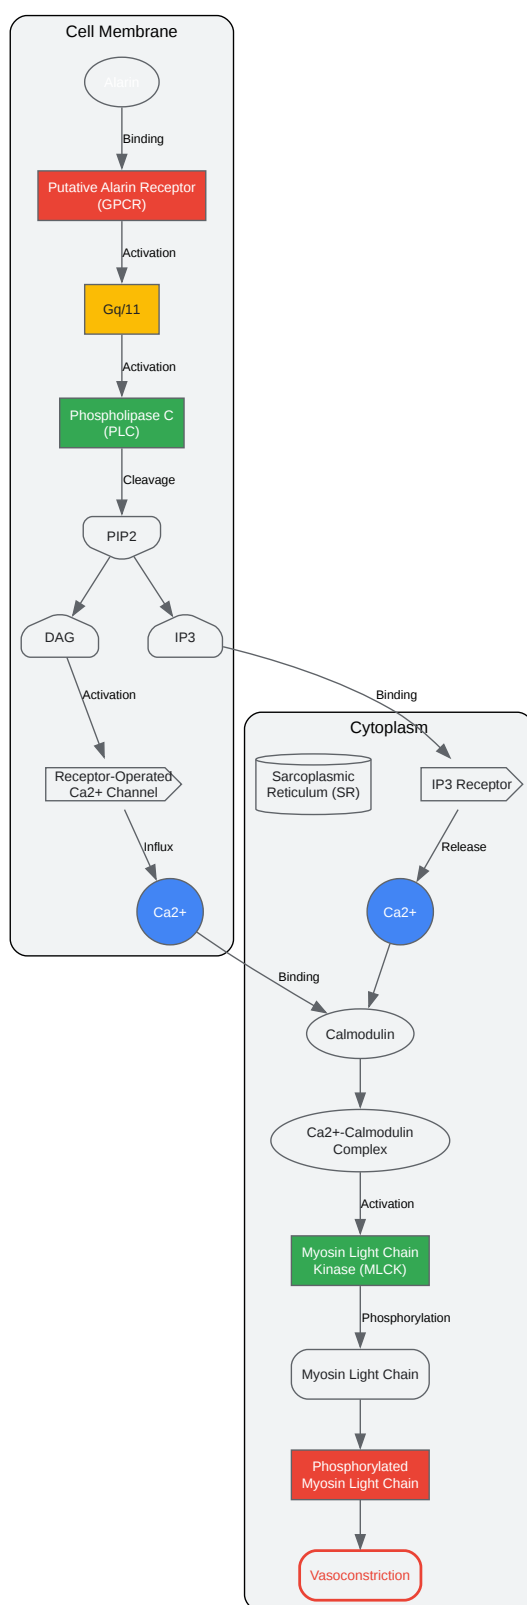 Cell Membrane
Alarin
Binding
Putative Alarin Receptor
(GPCR)
Activation
Gq/11
Activation
Phospholipase C
(PLC)
Cleavage
PIP2
DAG
IP3
Activation
Binding
Cytoplasm
Receptor-Operated
Ca2+ Channel
Sarcoplasmic
Reticulum (SR)
IP3 Receptor
Influx
Release
Ca2+
Ca2+
Binding
Calmodulin
Ca2+-Calmodulin
Complex
Activation
Myosin Light Chain
Kinase (MLCK)
Phosphorylation
Myosin Light Chain
Phosphorylated
Myosin Light Chain
Vasoconstriction